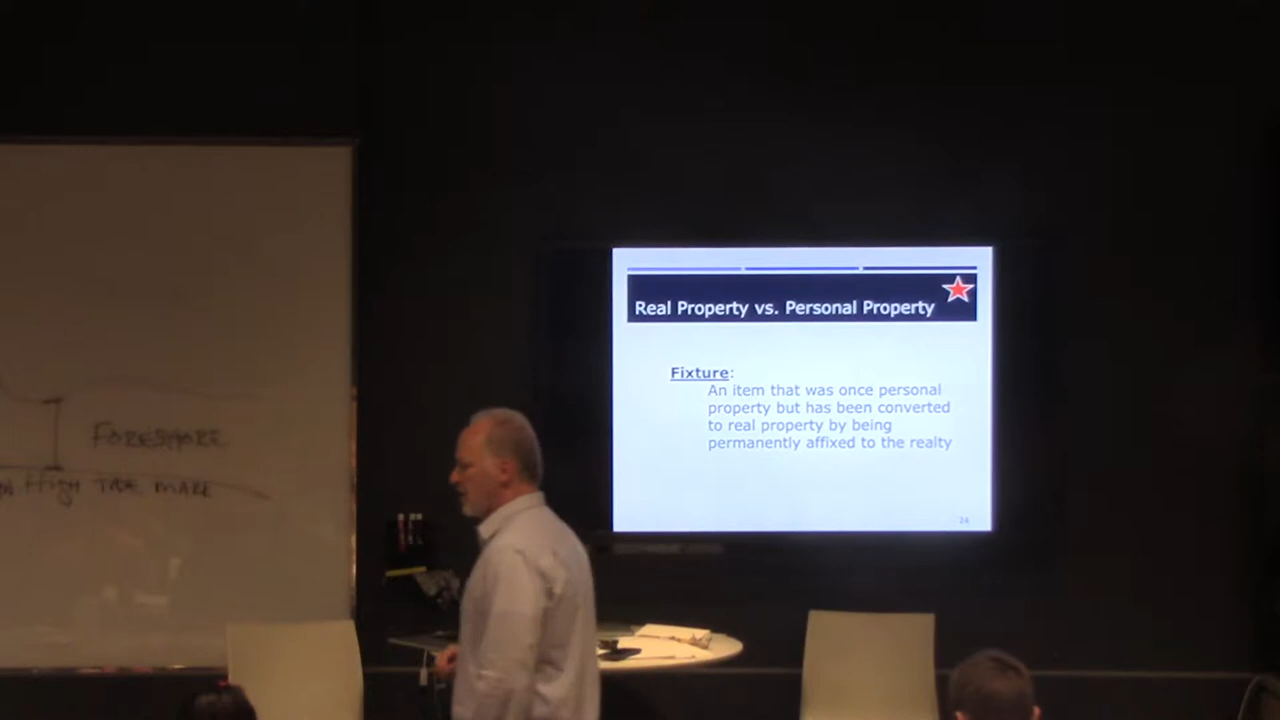 Real Property vs. Personal Property
Fixture:
An item that was once personal
property but has been converted
to real property by being
permanently affixed to the realty
24
FORESHORE
HIGH TIDE MARK